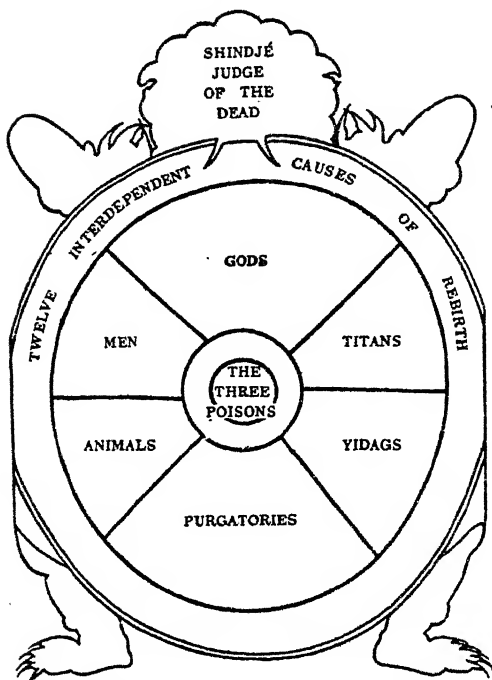 SHINDJÉ
JUDGE
OF THE
DEAD
TWELVE INTERDEPENDENT CAUSES OF REBIRTH
GODS
MEN
TITANS
THE
THREE
POISONS
ANIMALS
YIDAGS
PURGATORIES